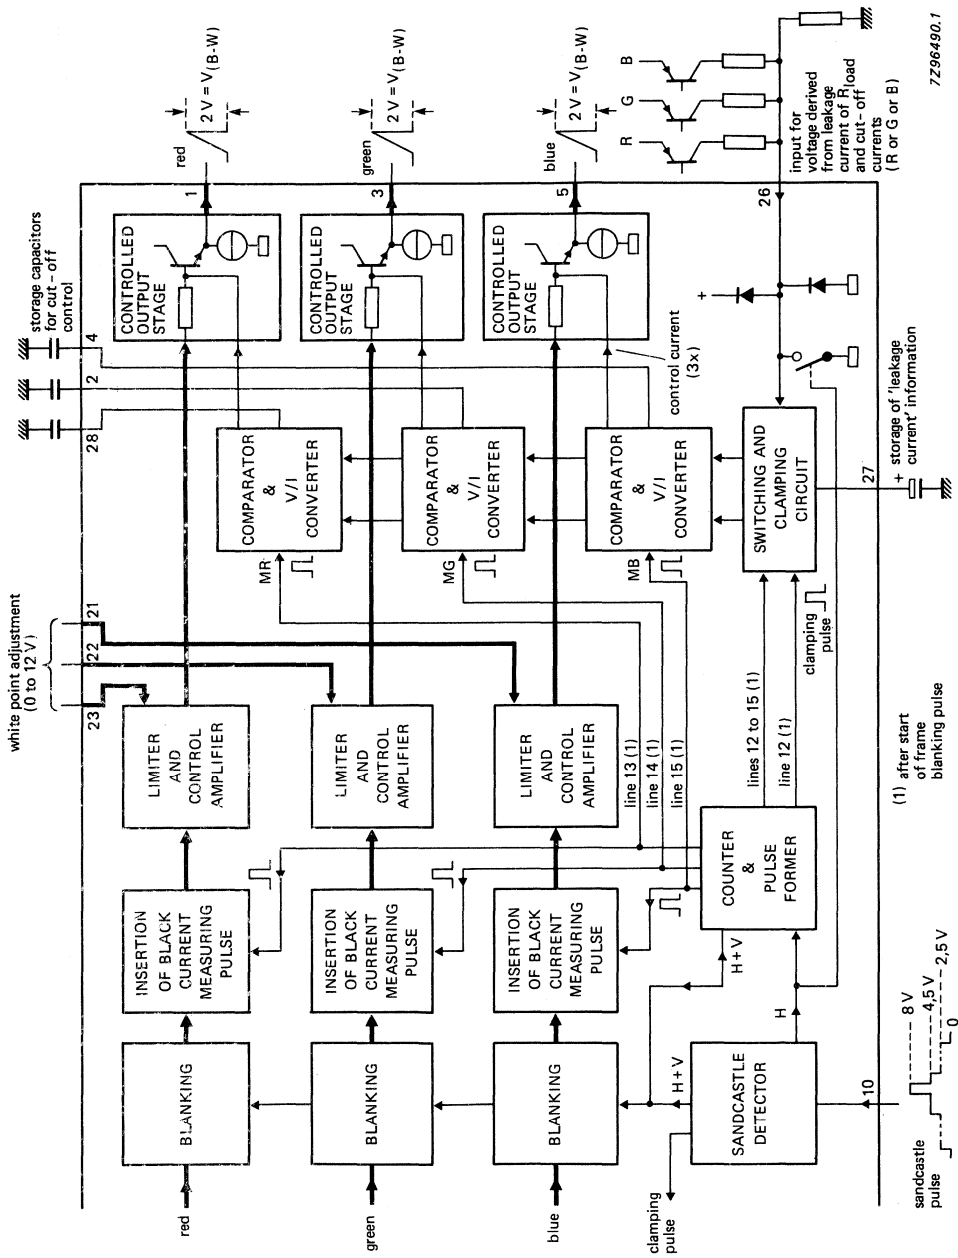 white point adjustment
(0 to 12 V)
23
22
21
28
2
4
storage capacitors
for cut-off
control
red
BLANKING
INSERTION
OF BLACK
CURRENT
MEASURING
PULSE
LIMITER
AND
CONTROL
AMPLIFIER
CONTROLLED
OUTPUT
STAGE
1
red
2 V = V(B-W)
MR
COMPARATOR
&
V/I
CONVERTER
green
BLANKING
INSERTION
OF BLACK
CURRENT
MEASURING
PULSE
LIMITER
AND
CONTROL
AMPLIFIER
CONTROLLED
OUTPUT
STAGE
3
green
2 V = V(B-W)
MG
COMPARATOR
&
V/I
CONVERTER
blue
BLANKING
INSERTION
OF BLACK
CURRENT
MEASURING
PULSE
LIMITER
AND
CONTROL
AMPLIFIER
CONTROLLED
OUTPUT
STAGE
5
blue
2 V = V(B-W)
MB
COMPARATOR
&
V/I
CONVERTER
control current
(3x)
line 13 (1)
line 14 (1)
line 15 (1)
R
G
B
clamping
pulse
H + V
H + V
SANDCASTLE
DETECTOR
H
COUNTER
&
PULSE
FORMER
lines 12 to 15 (1)
line 12 (1)
clamping
pulse
SWITCHING AND
CLAMPING
CIRCUIT
+
26
input for
voltage derived
from leakage
current of Rload
and cut-off
currents
(R or G or B)
10
27
+
storage of 'leakage
current' information
sandcastle
pulse
8 V
4,5 V
2,5 V
0
(1) after start
of frame
blanking pulse
7Z96490.1